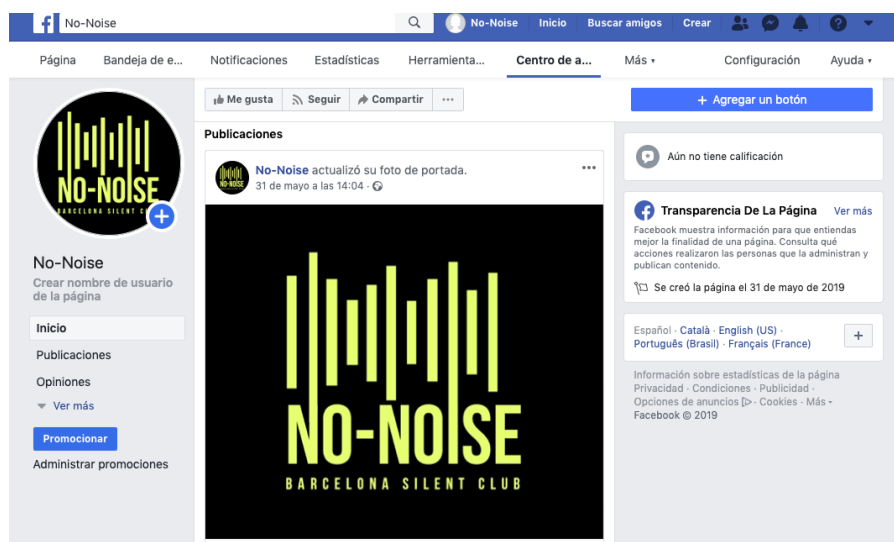 No-Noise
No-Noise Inicio Buscar amigos Crear
Página Bandeja de e... Notificaciones Estadísticas Herramienta... Centro de a... Más Configuración Ayuda
NO-NOISE
BARCELONA SILENT CLUB
No-Noise
Crear nombre de usuario
de la página
Inicio
Publicaciones
Opiniones
Ver más
Promocionar
Administrar promociones
Me gusta Seguir Compartir ...
+ Agregar un botón
Publicaciones
No-Noise actualizó su foto de portada.
31 de mayo a las 14:04 ·
NO-NOISE
BARCELONA SILENT CLUB
Aún no tiene calificación
Transparencia De La Página Ver más
Facebook muestra información para que entiendas
mejor la finalidad de una página. Consulta qué
acciones realizaron las personas que la administran y
publican contenido.
Se creó la página el 31 de mayo de 2019
Español · Català · English (US) ·
Português (Brasil) · Français (France)
Información sobre estadísticas de la página
Privacidad · Condiciones · Publicidad ·
Opciones de anuncios · Cookies · Más
Facebook © 2019